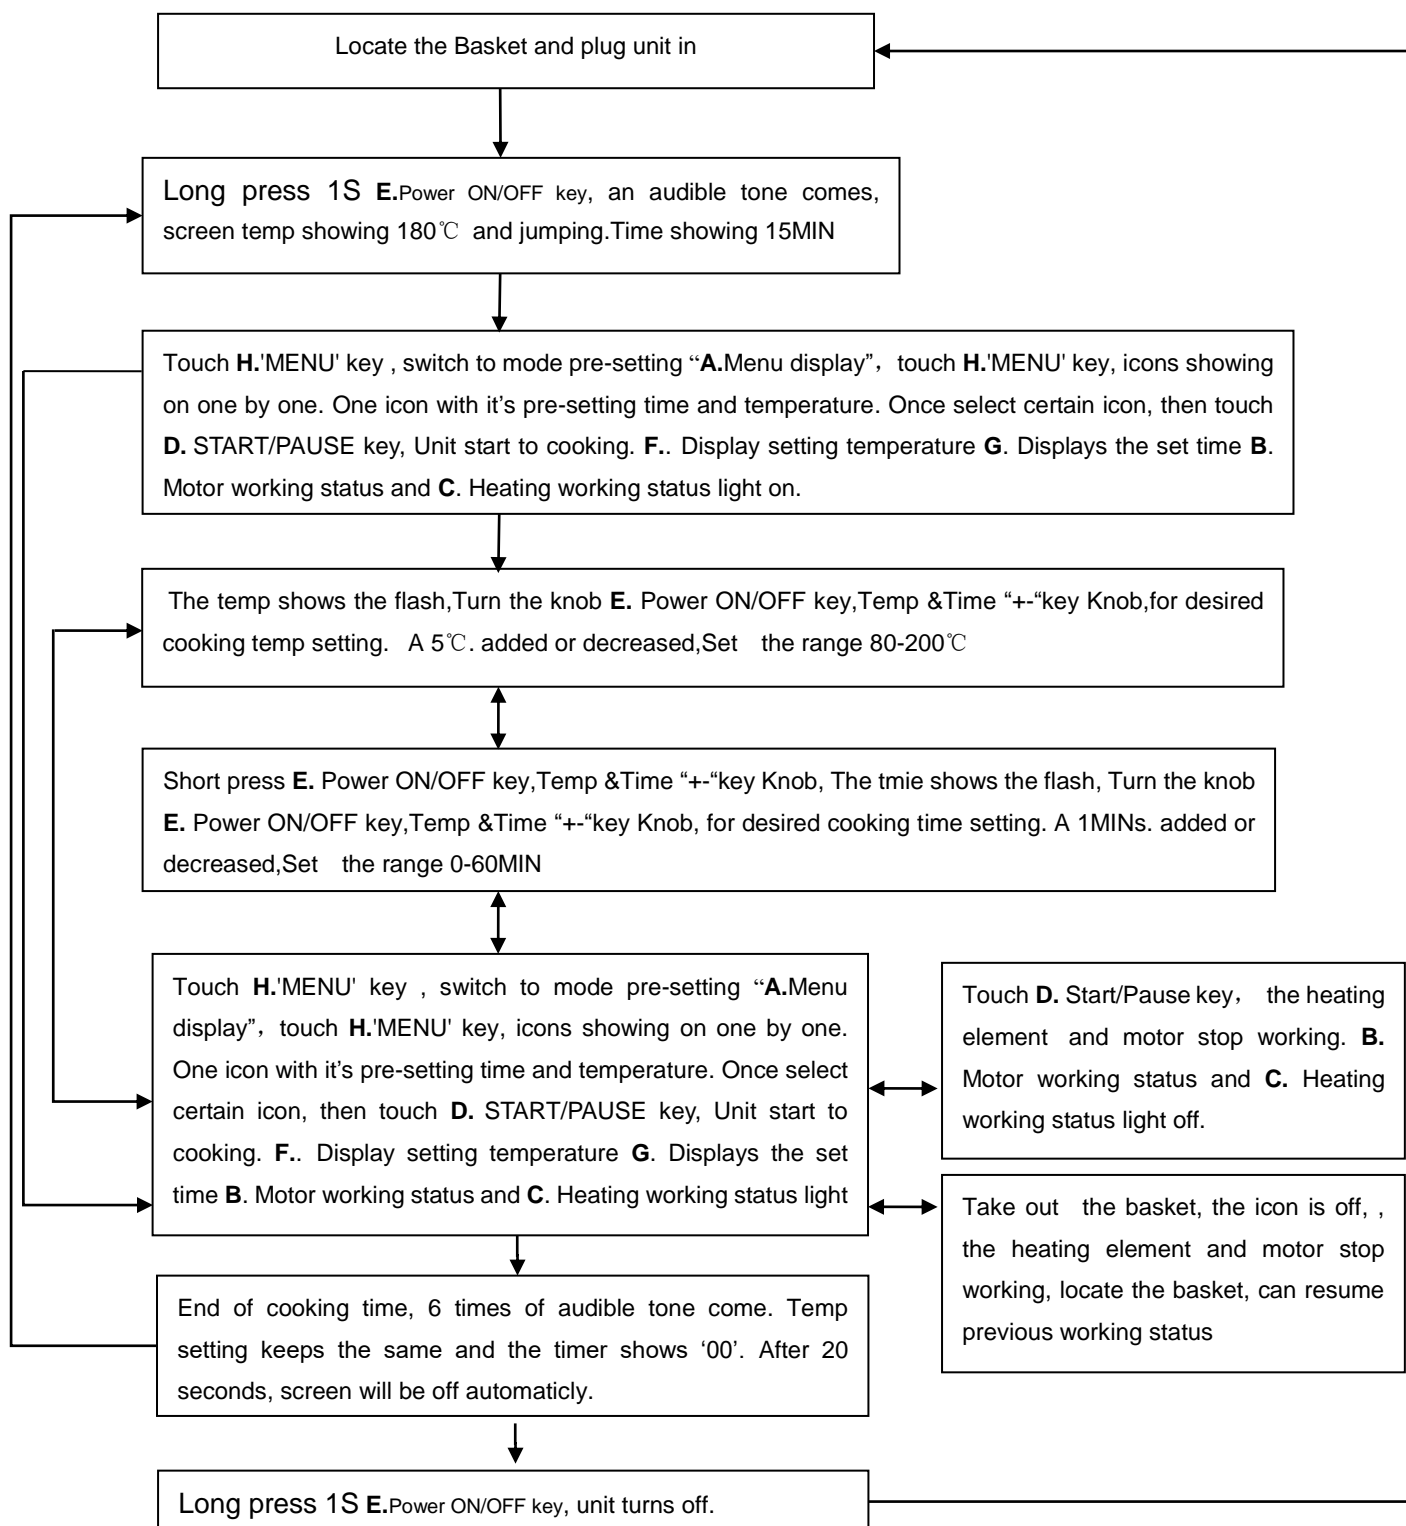 Locate the Basket and plug unit in
Long press 1S E.Power ON/OFF key, an audible tone comes,
screen temp showing 180℃ and jumping.Time showing 15MIN
Touch H.'MENU' key , switch to mode pre-setting “A.Menu display”， touch H.'MENU' key, icons showing
on one by one. One icon with it’s pre-setting time and temperature. Once select certain icon, then touch
D. START/PAUSE key, Unit start to cooking. F.. Display setting temperature G. Displays the set time B.
Motor working status and C. Heating working status light on.
The temp shows the flash,Turn the knob E. Power ON/OFF key,Temp &Time “+-“key Knob,for desired
cooking temp setting. A 5℃. added or decreased,Set the range 80-200℃
Short press E. Power ON/OFF key,Temp &Time “+-“key Knob, The tmie shows the flash, Turn the knob
E. Power ON/OFF key,Temp &Time “+-“key Knob, for desired cooking time setting. A 1MINs. added or
decreased,Set the range 0-60MIN
Touch H.'MENU' key , switch to mode pre-setting “A.Menu
display”， touch H.'MENU' key, icons showing on one by one.
One icon with it’s pre-setting time and temperature. Once select
certain icon, then touch D. START/PAUSE key, Unit start to
cooking. F.. Display setting temperature G. Displays the set
time B. Motor working status and C. Heating working status light
Touch D. Start/Pause key， the heating
element and motor stop working. B.
Motor working status and C. Heating
working status light off.
Take out the basket, the icon is off, ,
the heating element and motor stop
working, locate the basket, can resume
previous working status
End of cooking time, 6 times of audible tone come. Temp
setting keeps the same and the timer shows ‘00’. After 20
seconds, screen will be off automaticly.
Long press 1S E.Power ON/OFF key, unit turns off.